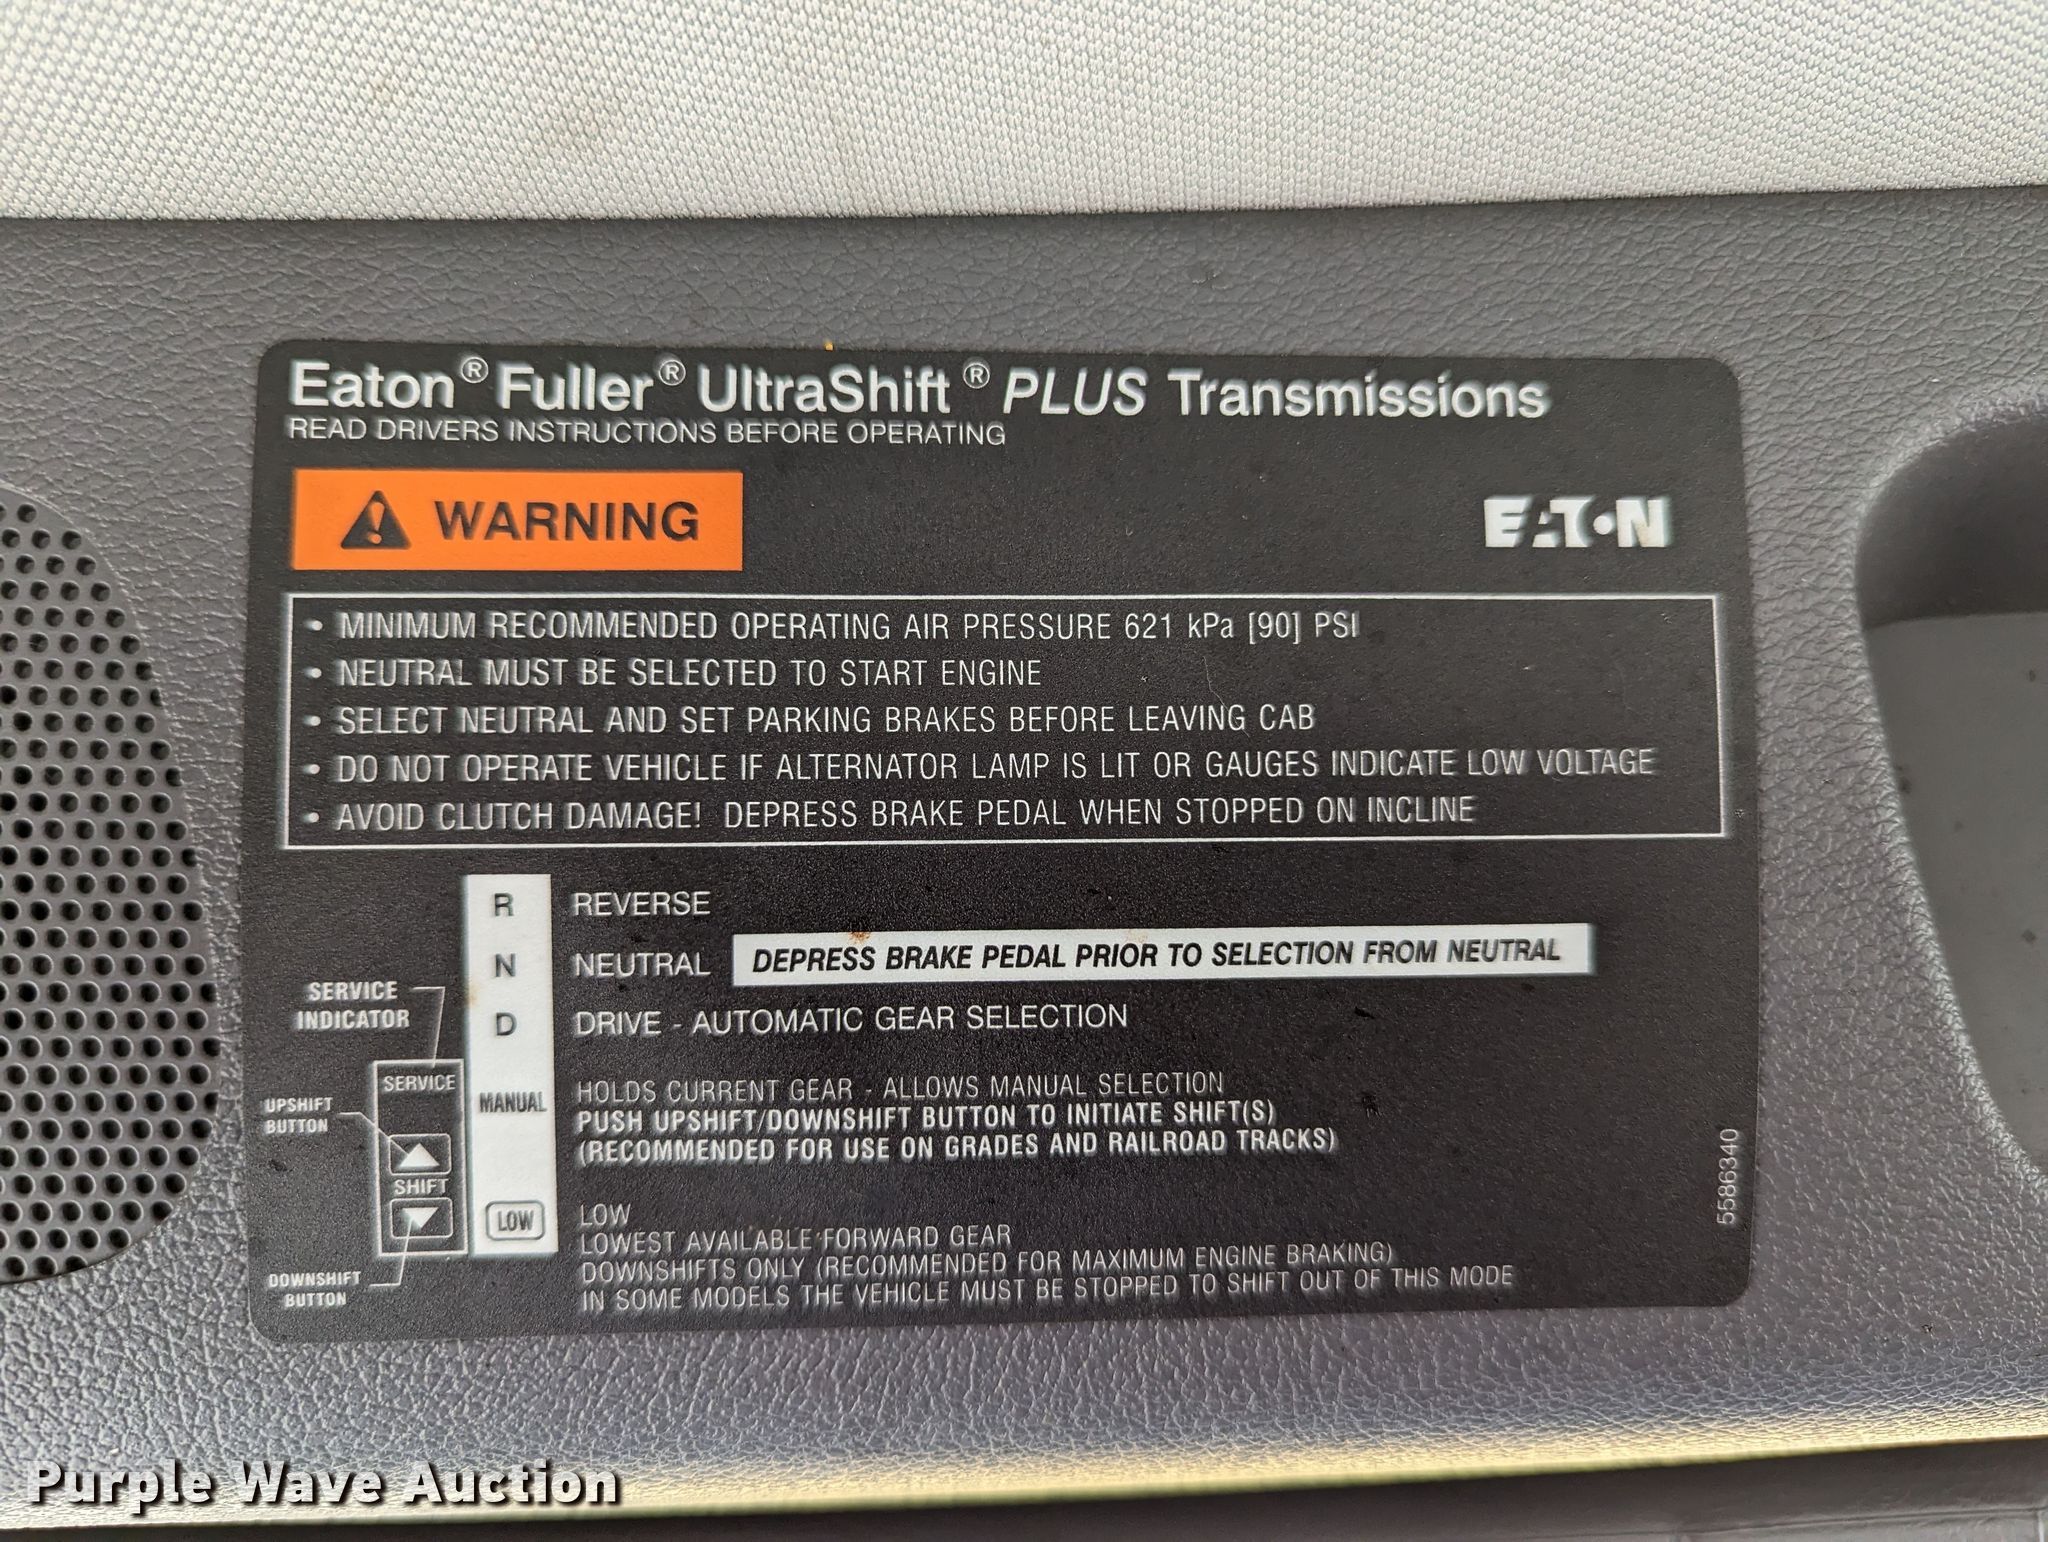 Eaton® Fuller® UltraShift® PLUS Transmissions
READ DRIVERS INSTRUCTIONS BEFORE OPERATING
WARNING
EATON
• MINIMUM RECOMMENDED OPERATING AIR PRESSURE 621 kPa [90] PSI
• NEUTRAL MUST BE SELECTED TO START ENGINE
• SELECT NEUTRAL AND SET PARKING BRAKES BEFORE LEAVING CAB
• DO NOT OPERATE VEHICLE IF ALTERNATOR LAMP IS LIT OR GAUGES INDICATE LOW VOLTAGE
• AVOID CLUTCH DAMAGE! DEPRESS BRAKE PEDAL WHEN STOPPED ON INCLINE
R REVERSE
N NEUTRAL DEPRESS BRAKE PEDAL PRIOR TO SELECTION FROM NEUTRAL
D DRIVE - AUTOMATIC GEAR SELECTION
MANUAL HOLDS CURRENT GEAR - ALLOWS MANUAL SELECTION
PUSH UPSHIFT/DOWNSHIFT BUTTON TO INITIATE SHIFT(S)
(RECOMMENDED FOR USE ON GRADES AND RAILROAD TRACKS)
LOW LOW
LOWEST AVAILABLE FORWARD GEAR
DOWNSHIFTS ONLY (RECOMMENDED FOR MAXIMUM ENGINE BRAKING)
IN SOME MODELS THE VEHICLE MUST BE STOPPED TO SHIFT OUT OF THIS MODE
SERVICE
INDICATOR
SERVICE
UPSHIFT
BUTTON
SHIFT
DOWNSHIFT
BUTTON
5586340
Purple Wave Auction